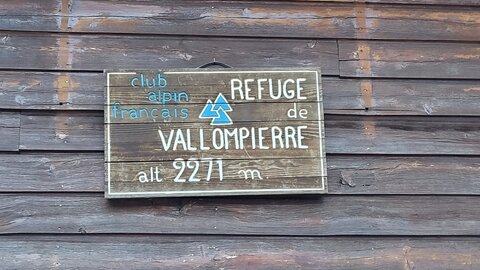 club
alpin
français
REFUGE
de
VALLOMPIERRE
alt 2271 m.